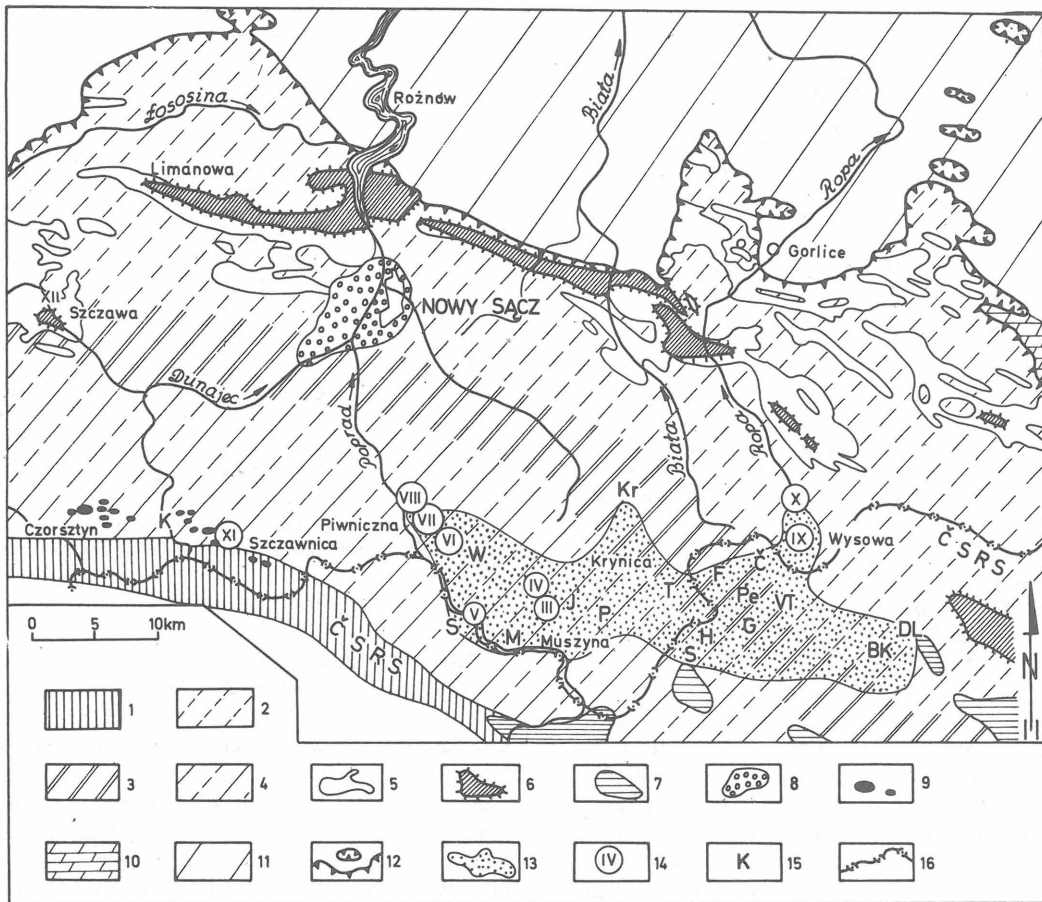 Łososina
Rożnów
Biała
Ropa
Limanowa
Gorlice
XII
Szczawa
NOWY SĄCZ
Dunajec
Poprad
Biała
Ropa
Kr
VIII
X
Czorsztyn
K
XI
Szczawnica
Piwniczna
VII
VI
W
Krynica
IX
Wysowa
ČSRS
F
Č
IV
III
J
T
Pe
VT
V
S
M
P
Muszyna
H
G
S
BK
DL
ČSRS
0 5 10km
N
1
2
3
4
5
6
7
8
9
10
11
12
13
IV 14
K 15
16